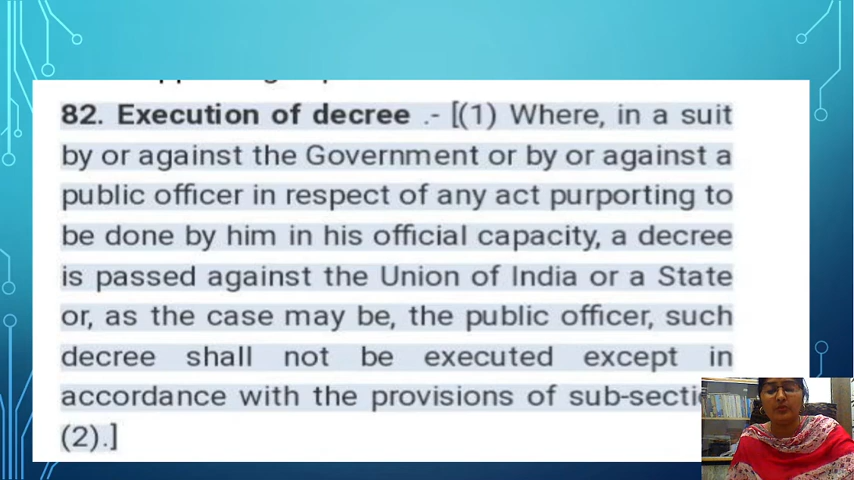 82. Execution of decree .- [(1) Where, in a suit
by or against the Government or by or against a
public officer in respect of any act purporting to
be done by him in his official capacity, a decree
is passed against the Union of India or a State
or, as the case may be, the public officer, such
decree shall not be executed except in
accordance with the provisions of
(2).]